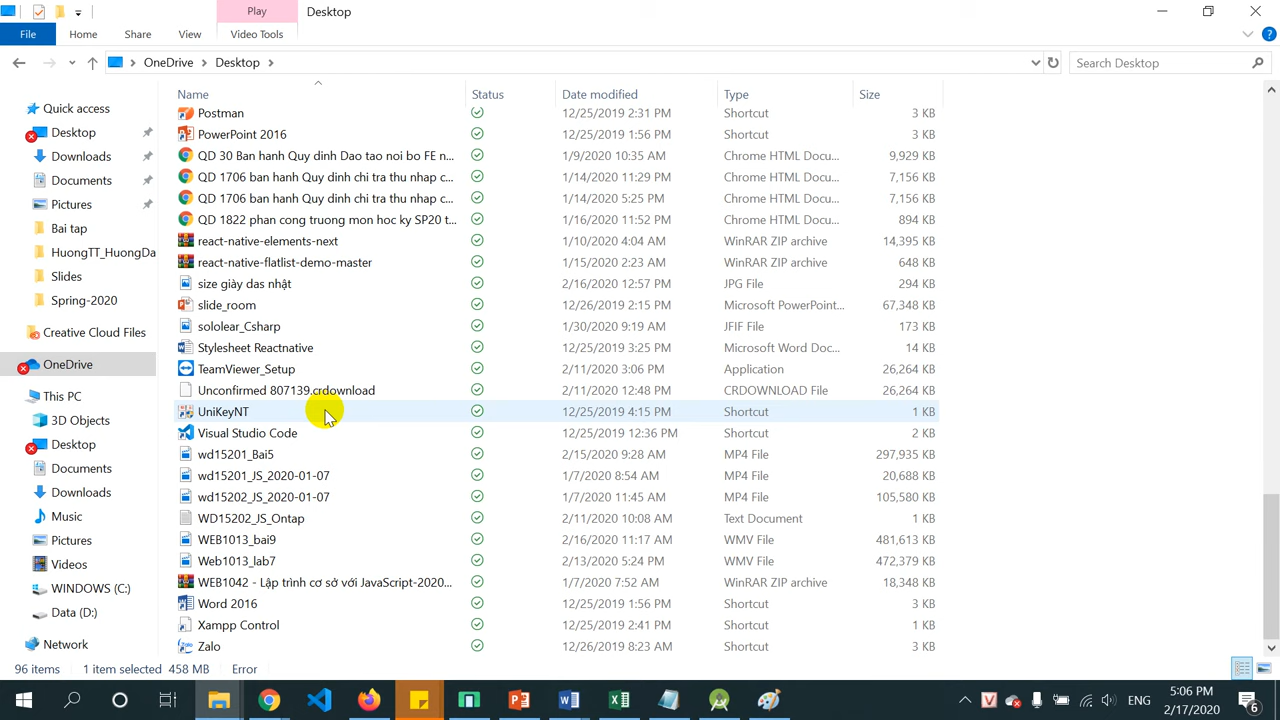 Play Desktop
File Home Share View Video Tools
OneDrive Desktop Search Desktop
Name Status Date modified Type Size
Quick access
Desktop
Downloads
Documents
Pictures
Bai tap
HuongTT_HuongDa
Slides
Spring-2020
Creative Cloud Files
OneDrive
This PC
3D Objects
Desktop
Documents
Downloads
Music
Pictures
Videos
WINDOWS (C:)
Data (D:)
Network
Postman 12/25/2019 2:31 PM Shortcut 3 KB
PowerPoint 2016 12/25/2019 1:56 PM Shortcut 3 KB
QD 30 Ban hanh Quy dinh Dao tao noi bo FE n... 1/9/2020 10:35 AM Chrome HTML Docu... 9,929 KB
QD 1706 ban hanh Quy dinh chi tra thu nhap c... 1/14/2020 11:29 PM Chrome HTML Docu... 7,156 KB
QD 1706 ban hanh Quy dinh chi tra thu nhap c... 1/14/2020 5:25 PM Chrome HTML Docu... 7,156 KB
QD 1822 phan cong truong mon hoc ky SP20 t... 1/16/2020 11:52 PM Chrome HTML Docu... 894 KB
react-native-elements-next 1/10/2020 4:04 AM WinRAR ZIP archive 14,395 KB
react-native-flatlist-demo-master 1/15/2020 2:23 AM WinRAR ZIP archive 648 KB
size giày das nhật 2/16/2020 12:57 PM JPG File 294 KB
slide_room 12/26/2019 2:15 PM Microsoft PowerPoint... 67,348 KB
sololear_Csharp 1/30/2020 9:19 AM JFIF File 173 KB
Stylesheet Reactnative 12/25/2019 3:25 PM Microsoft Word Doc... 14 KB
TeamViewer_Setup 2/11/2020 3:06 PM Application 26,264 KB
Unconfirmed 807139.crdownload 2/11/2020 12:48 PM CRDOWNLOAD File 26,264 KB
UniKeyNT 12/25/2019 4:15 PM Shortcut 1 KB
Visual Studio Code 12/25/2019 12:36 PM Shortcut 2 KB
wd15201_Bai5 2/15/2020 9:28 AM MP4 File 297,935 KB
wd15201_JS_2020-01-07 1/7/2020 8:54 AM MP4 File 20,688 KB
wd15202_JS_2020-01-07 1/7/2020 11:45 AM MP4 File 105,580 KB
WD15202_JS_Ontap 2/11/2020 10:08 AM Text Document 1 KB
WEB1013_bai9 2/16/2020 11:17 AM WMV File 481,613 KB
Web1013_lab7 2/13/2020 5:24 PM WMV File 472,379 KB
WEB1042 - Lập trình cơ sở với JavaScript-2020... 1/7/2020 7:52 AM WinRAR ZIP archive 18,348 KB
Word 2016 12/25/2019 1:56 PM Shortcut 3 KB
Xampp Control 12/25/2019 2:41 PM Shortcut 1 KB
Zalo 12/26/2019 8:23 AM Shortcut 3 KB
96 items 1 item selected 458 MB Error
ENG 5:06 PM
2/17/2020 6